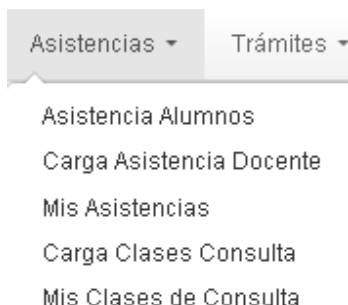 Asistencias Trámites
Asistencia Alumnos
Carga Asistencia Docente
Mis Asistencias
Carga Clases Consulta
Mis Clases de Consulta